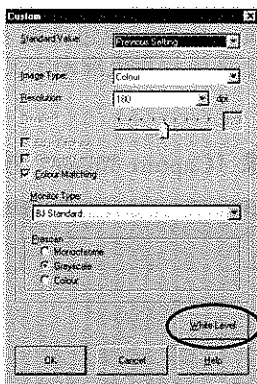 Custom
Standard Value: Previous Setting
Image Type: Colour
Resolution: 180 dpi
Colour Matching
Monitor Type:
BJ Standard
Prescan
Monochrome
Grayscale
Colour
White Level
OK Cancel Help